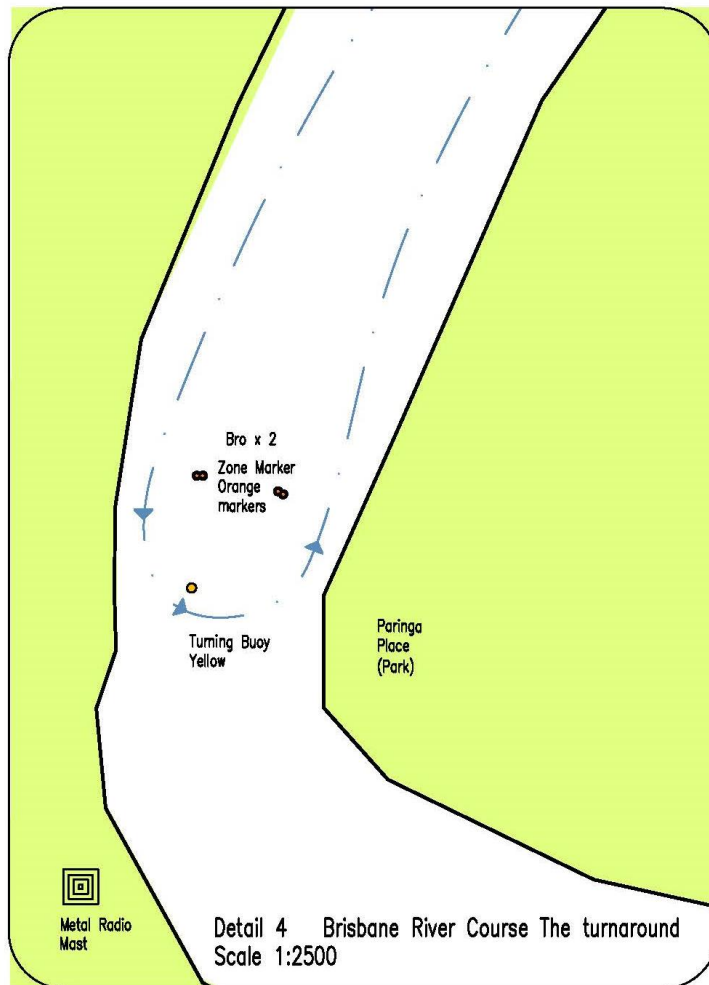 Bro x 2
Zone Marker
Orange
markers
Turning Buoy
Yellow
Paringa
Place
(Park)
Metal Radio
Mast
Detail 4 Brisbane River Course The turnaround
Scale 1:2500